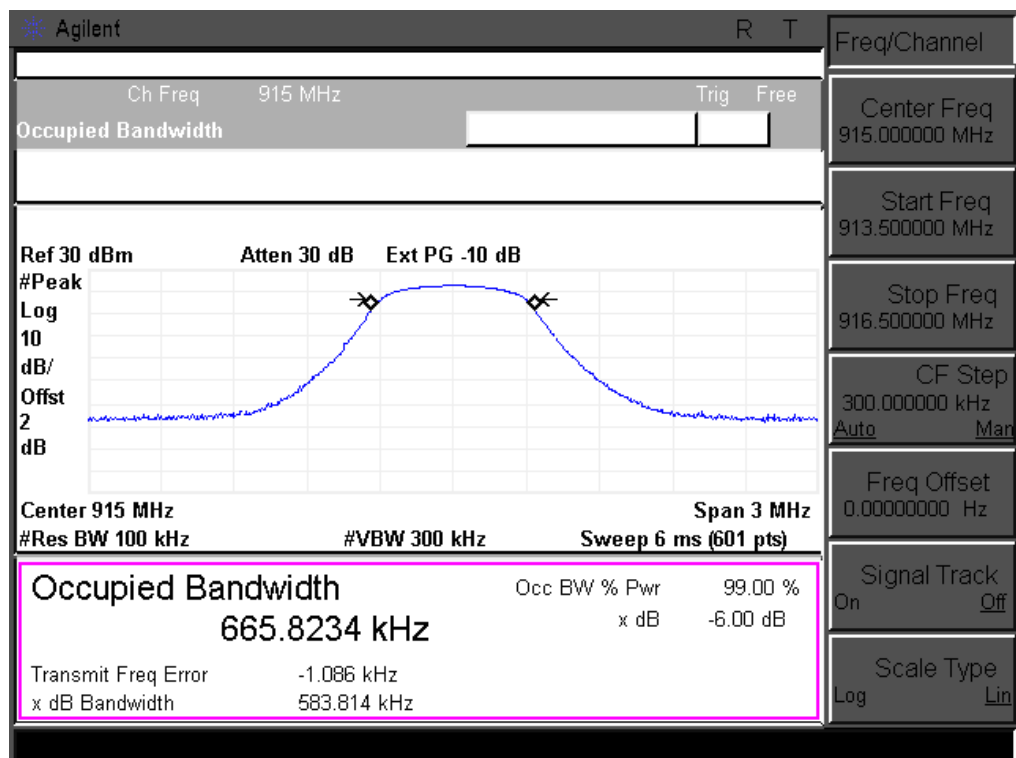 Agilent R T
Ch Freq 915 MHz Trig Free
Occupied Bandwidth
Ref 30 dBm Atten 30 dB Ext PG -10 dB
#Peak
Log
10
dB/
Offst
2
dB
Center 915 MHz Span 3 MHz
#Res BW 100 kHz #VBW 300 kHz Sweep 6 ms (601 pts)
Occupied Bandwidth Occ BW % Pwr 99.00 %
665.8234 kHz x dB -6.00 dB
Transmit Freq Error -1.086 kHz
x dB Bandwidth 583.814 kHz
Freq/Channel
Center Freq
915.000000 MHz
Start Freq
913.500000 MHz
Stop Freq
916.500000 MHz
CF Step
300.000000 kHz
Auto Man
Freq Offset
0.00000000 Hz
Signal Track
On Off
Scale Type
Log Lin